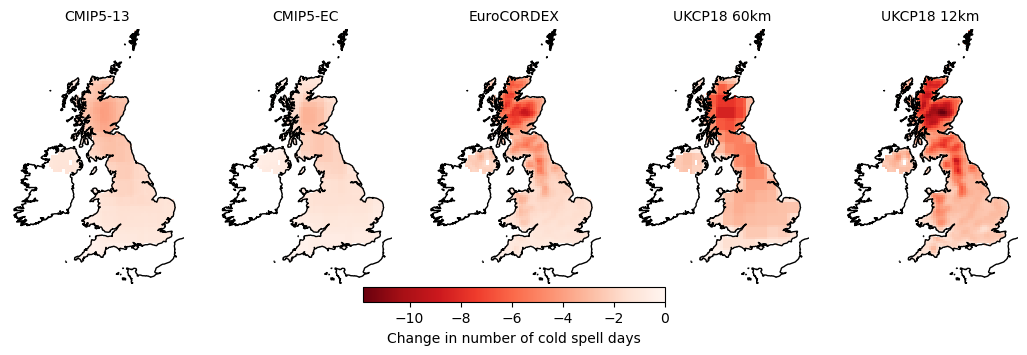 CMIP5-13 CMIP5-EC EuroCORDEX UKCP18 60km UKCP18 12km
−10 −8 −6 −4 −2 0
Change in number of cold spell days